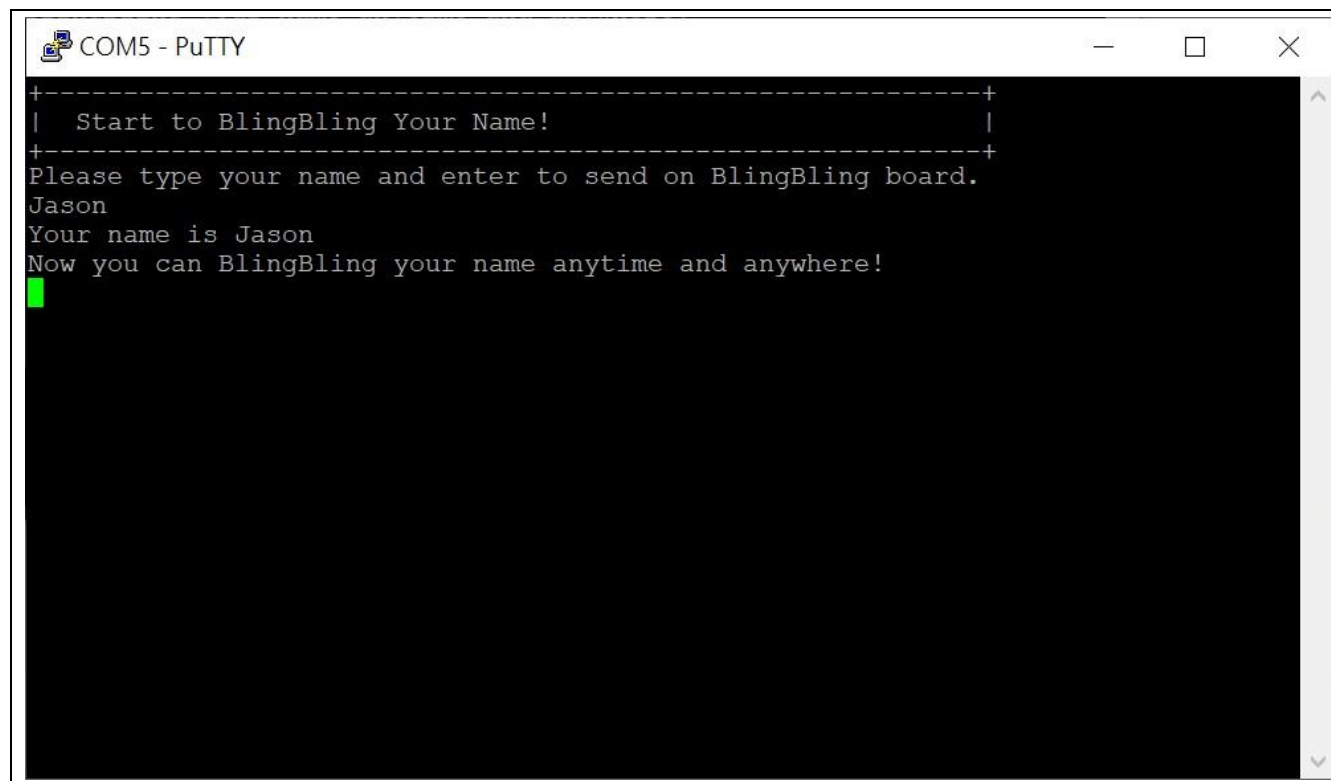 COM5 - PuTTY
+-----------------------------------------------------------+
|  Start to BlingBling Your Name!                           |
+-----------------------------------------------------------+
Please type your name and enter to send on BlingBling board.
Jason
Your name is Jason
Now you can BlingBling your name anytime and anywhere!